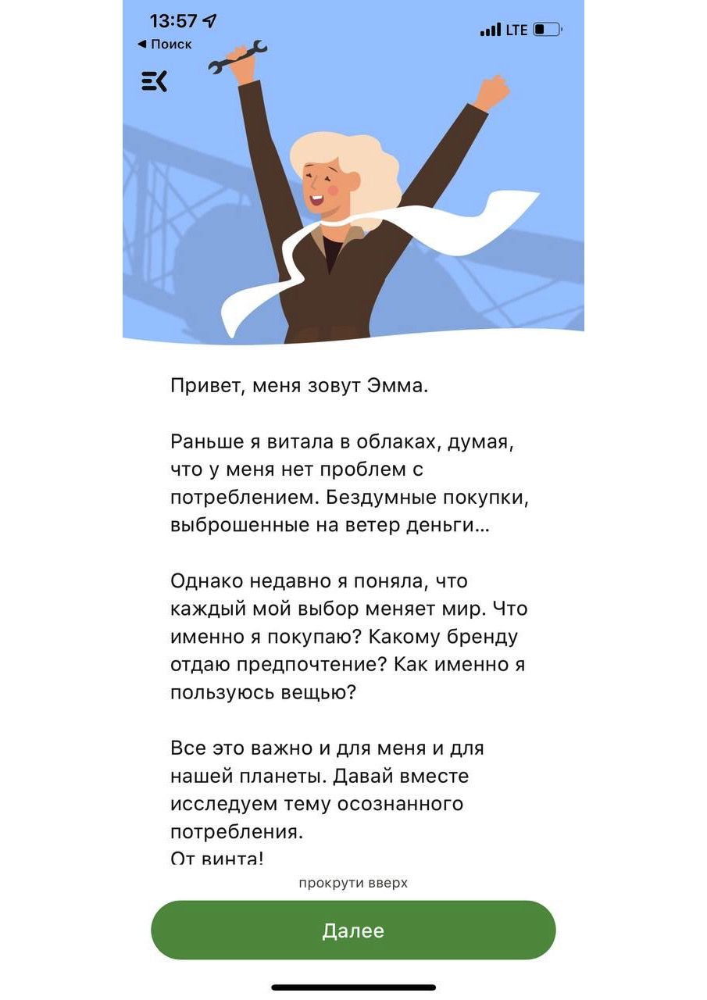 13:57
LTE
◀ Поиск
Привет, меня зовут Эмма.
Раньше я витала в облаках, думая,
что у меня нет проблем с
потреблением. Бездумные покупки,
выброшенные на ветер деньги...
Однако недавно я поняла, что
каждый мой выбор меняет мир. Что
именно я покупаю? Какому бренду
отдаю предпочтение? Как именно я
пользуюсь вещью?
Все это важно и для меня и для
нашей планеты. Давай вместе
исследуем тему осознанного
потребления.
От винта!
прокрути вверх
Далее